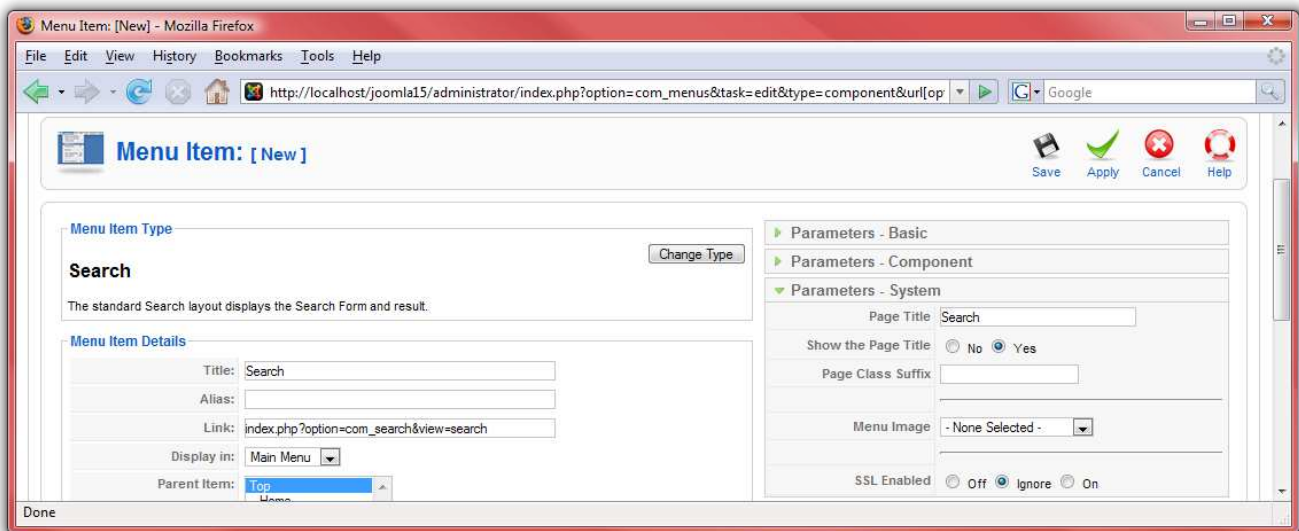 Menu Item: [New] - Mozilla Firefox
File Edit View History Bookmarks Tools Help
http://localhost/joomla15/administrator/index.php?option=com_menus&task=edit&type=component&url[op
G Google
Menu Item: [ New ]
Save Apply Cancel Help
Menu Item Type
Change Type
Search
The standard Search layout displays the Search Form and result.
Menu Item Details
Title: Search
Alias:
Link: index.php?option=com_search&view=search
Display in: Main Menu
Parent Item: Top
Home
Parameters - Basic
Parameters - Component
Parameters - System
Page Title Search
Show the Page Title No Yes
Page Class Suffix
Menu Image - None Selected -
SSL Enabled Off Ignore On
Done